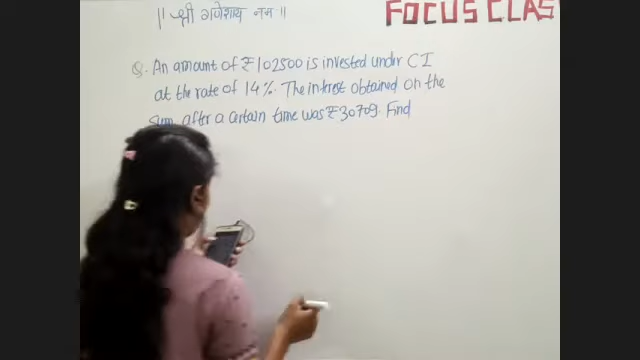 || श्री गणेशाय नमः ||
FOCUS CLAS
Q. An amount of ₹102500 is invested under CI
at the rate of 14%. The interest obtained on the
sum after a certain time was ₹30709. Find